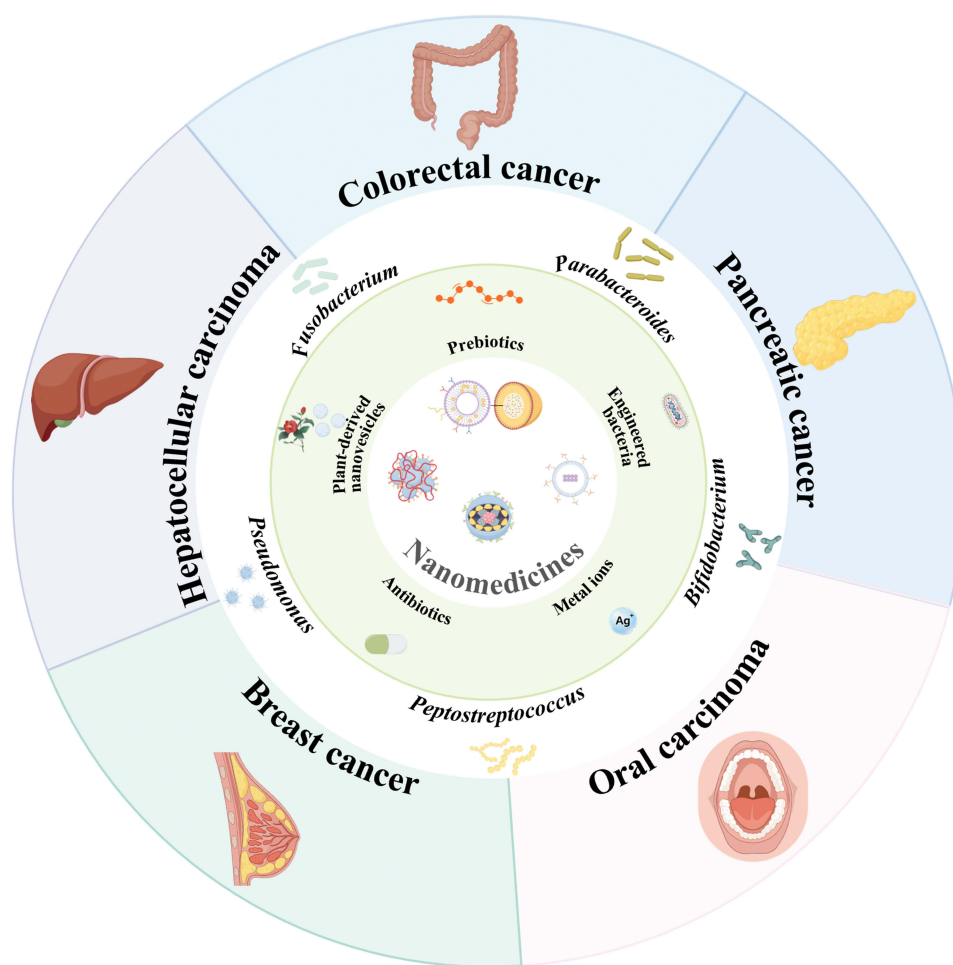 Colorectal cancer
Pancreatic cancer
Oral carcinoma
Breast cancer
Hepatocellular carcinoma
Fusobacterium
Parabacteroides
Bifidobacterium
Peptostreptococcus
Pseudomonas
Prebiotics
Engineered
bacteria
Metal ions
Ag+
Antibiotics
Plant-derived
nanovesicles
Nanomedicines